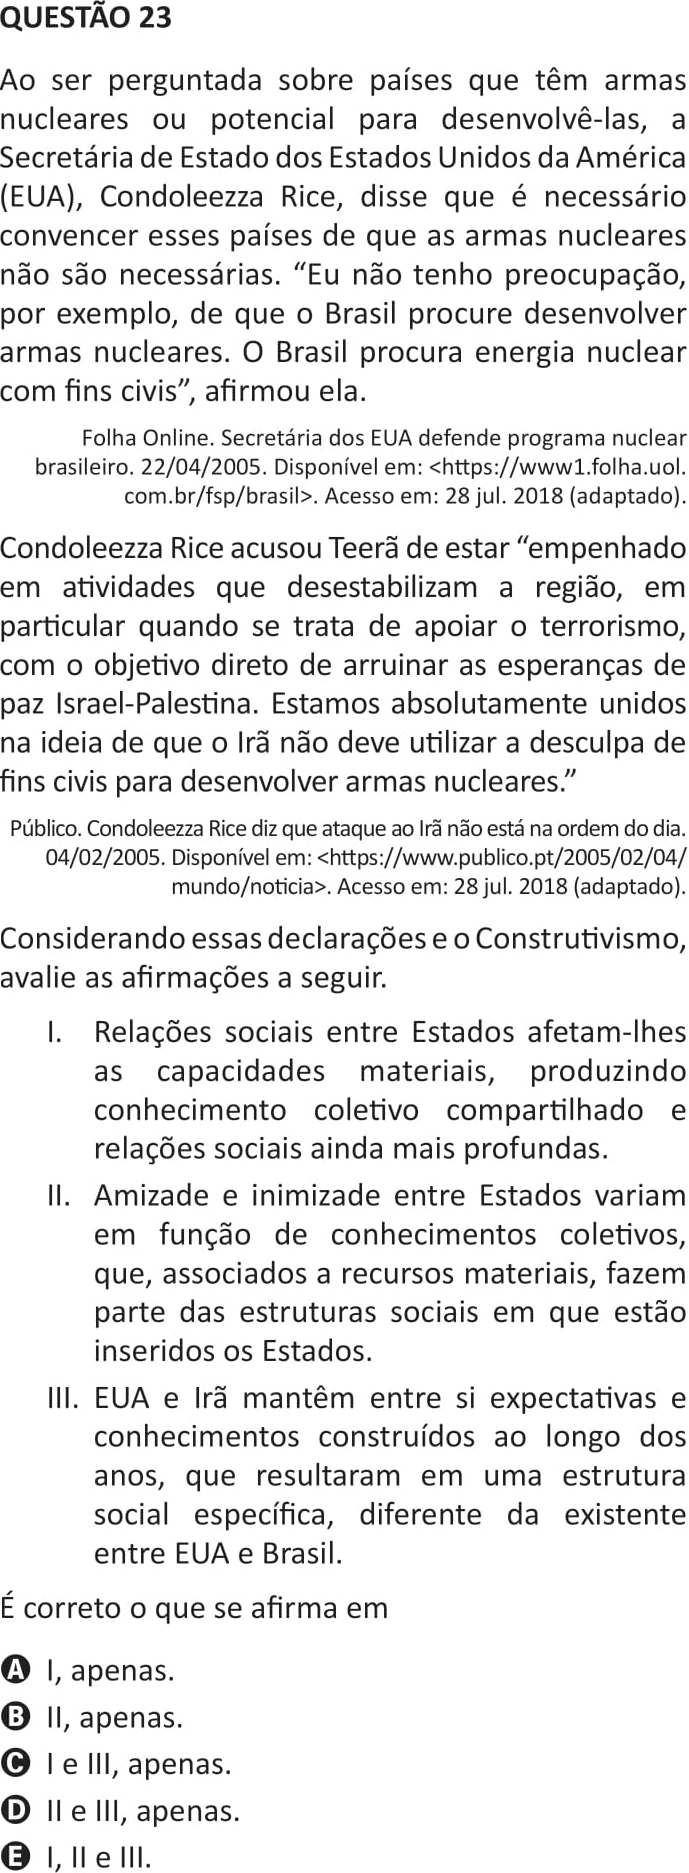 QUESTÃO 23
Ao ser perguntada sobre países que têm armas
nucleares ou potencial para desenvolvê-las, a
Secretária de Estado dos Estados Unidos da América
(EUA), Condoleezza Rice, disse que é necessário
convencer esses países de que as armas nucleares
não são necessárias. “Eu não tenho preocupação,
por exemplo, de que o Brasil procure desenvolver
armas nucleares. O Brasil procura energia nuclear
com fins civis”, afirmou ela.
Folha Online. Secretária dos EUA defende programa nuclear
brasileiro. 22/04/2005. Disponível em: <https://www1.folha.uol.
com.br/fsp/brasil>. Acesso em: 28 jul. 2018 (adaptado).
Condoleezza Rice acusou Teerã de estar “empenhado
em atividades que desestabilizam a região, em
particular quando se trata de apoiar o terrorismo,
com o objetivo direto de arruinar as esperanças de
paz Israel-Palestina. Estamos absolutamente unidos
na ideia de que o Irã não deve utilizar a desculpa de
fins civis para desenvolver armas nucleares.”
Público. Condoleezza Rice diz que ataque ao Irã não está na ordem do dia.
04/02/2005. Disponível em: <https://www.publico.pt/2005/02/04/
mundo/noticia>. Acesso em: 28 jul. 2018 (adaptado).
Considerando essas declarações e o Construtivismo,
avalie as afirmações a seguir.
I. Relações sociais entre Estados afetam-lhes
as capacidades materiais, produzindo
conhecimento coletivo compartilhado e
relações sociais ainda mais profundas.
II. Amizade e inimizade entre Estados variam
em função de conhecimentos coletivos,
que, associados a recursos materiais, fazem
parte das estruturas sociais em que estão
inseridos os Estados.
III. EUA e Irã mantêm entre si expectativas e
conhecimentos construídos ao longo dos
anos, que resultaram em uma estrutura
social específica, diferente da existente
entre EUA e Brasil.
É correto o que se afirma em
A I, apenas.
B II, apenas.
C I e III, apenas.
D II e III, apenas.
E I, II e III.